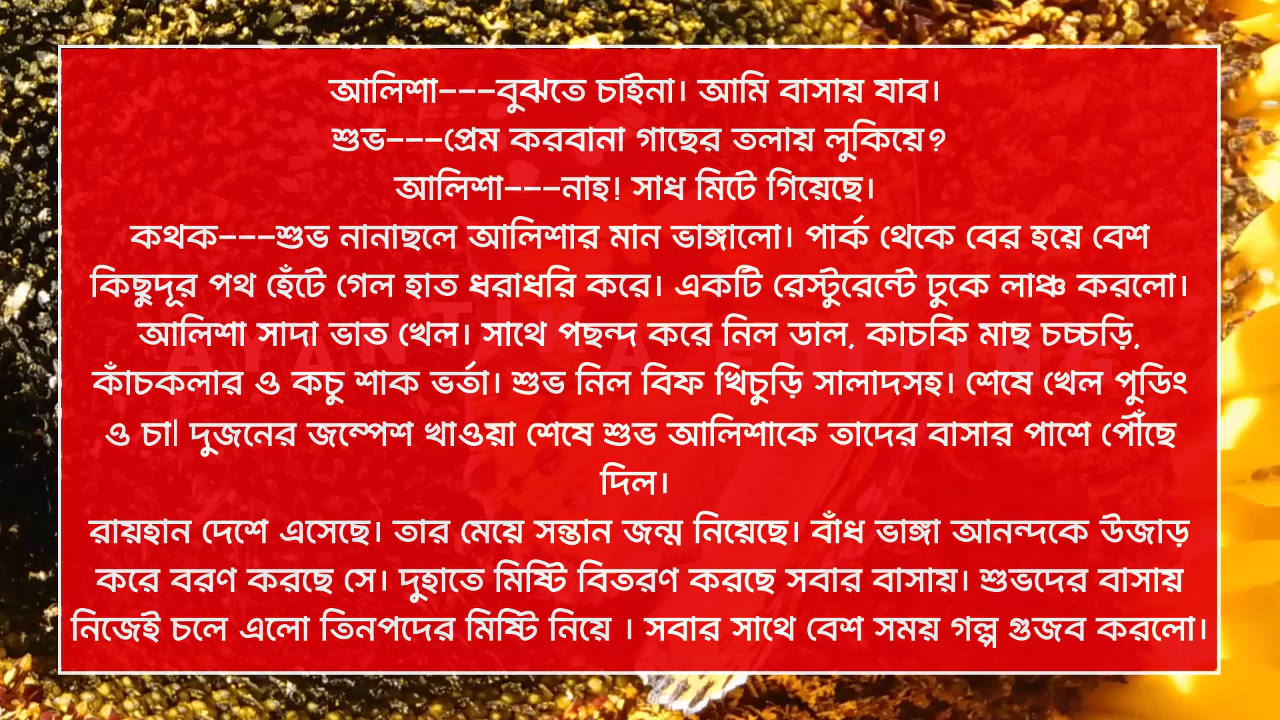 আলিশা---বুঝতে চাইনা। আমি বাসায় যাব।
শুভ---প্রেম করবানা গাছের তলায় লুকিয়ে?
আলিশা---নাহ! সাধ মিটে গিয়েছে।
কথক---শুভ নানাছলে আলিশার মান ভাঙ্গালো। পার্ক থেকে বের হয়ে বেশ
কিছুদূর পথ হেঁটে গেল হাত ধরাধরি করে। একটি রেস্টুরেন্টে ঢুকে লাঞ্চ করলো।
আলিশা সাদা ভাত খেল। সাথে পছন্দ করে নিল ডাল, কাচকি মাছ চচ্চড়ি,
কাঁচকলার ও কচু শাক ভর্তা। শুভ নিল বিফ খিচুড়ি সালাদসহ। শেষে খেল পুডিং
ও চা| দুজনের জম্পেশ খাওয়া শেষে শুভ আলিশাকে তাদের বাসার পাশে পৌঁছে
দিল।
রায়হান দেশে এসেছে। তার মেয়ে সন্তান জন্ম নিয়েছে। বাঁধ ভাঙ্গা আনন্দকে উজাড়
করে বরণ করছে সে। দুহাতে মিষ্টি বিতরণ করছে সবার বাসায়। শুভদের বাসায়
নিজেই চলে এলো তিনপদের মিষ্টি নিয়ে । সবার সাথে বেশ সময় গল্প গুজব করলো।